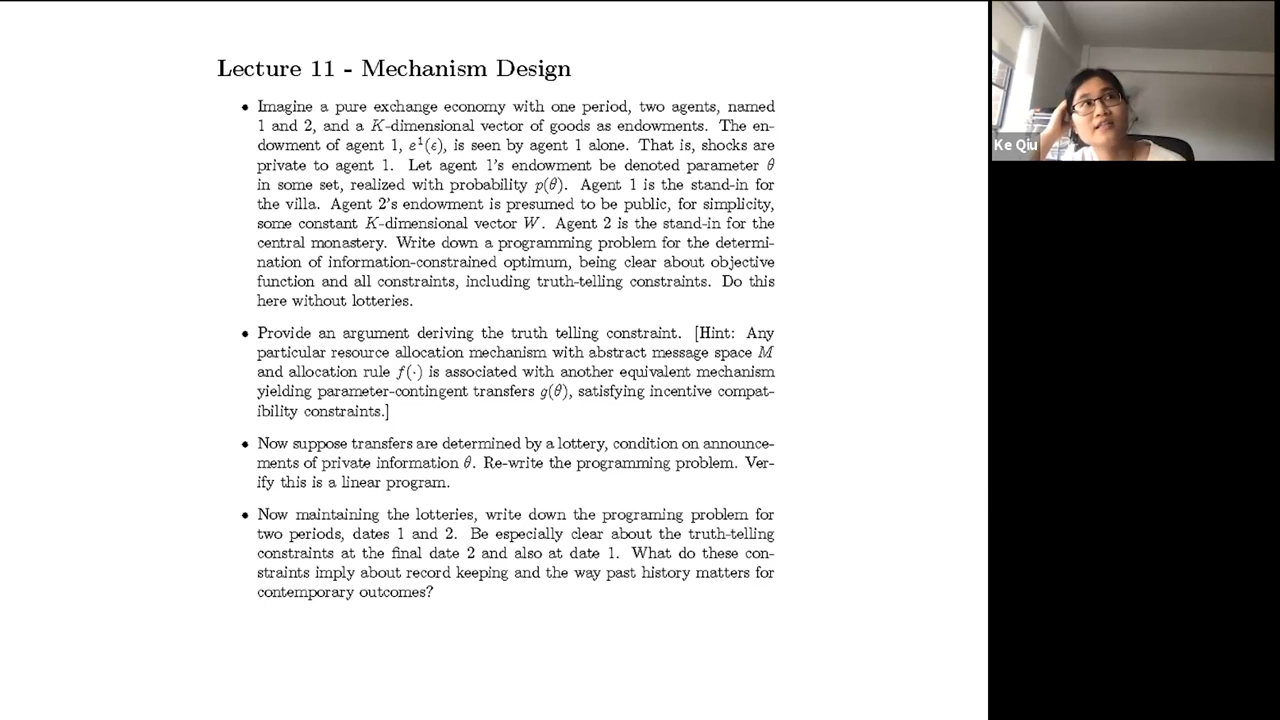 Lecture 11 - Mechanism Design
• Imagine a pure exchange economy with one period, two agents, named
1 and 2, and a K-dimensional vector of goods as endowments. The en-
dowment of agent 1, e¹(ϵ), is seen by agent 1 alone. That is, shocks are
private to agent 1. Let agent 1's endowment be denoted parameter θ
in some set, realized with probability p(θ). Agent 1 is the stand-in for
the villa. Agent 2's endowment is presumed to be public, for simplicity,
some constant K-dimensional vector W. Agent 2 is the stand-in for the
central monastery. Write down a programming problem for the determi-
nation of information-constrained optimum, being clear about objective
function and all constraints, including truth-telling constraints. Do this
here without lotteries.
• Provide an argument deriving the truth telling constraint. [Hint: Any
particular resource allocation mechanism with abstract message space M
and allocation rule f(·) is associated with another equivalent mechanism
yielding parameter-contingent transfers g(θ), satisfying incentive compat-
ibility constraints.]
• Now suppose transfers are determined by a lottery, condition on announce-
ments of private information θ. Re-write the programming problem. Ver-
ify this is a linear program.
• Now maintaining the lotteries, write down the programing problem for
two periods, dates 1 and 2. Be especially clear about the truth-telling
constraints at the final date 2 and also at date 1. What do these con-
straints imply about record keeping and the way past history matters for
contemporary outcomes?
Ke Qiu